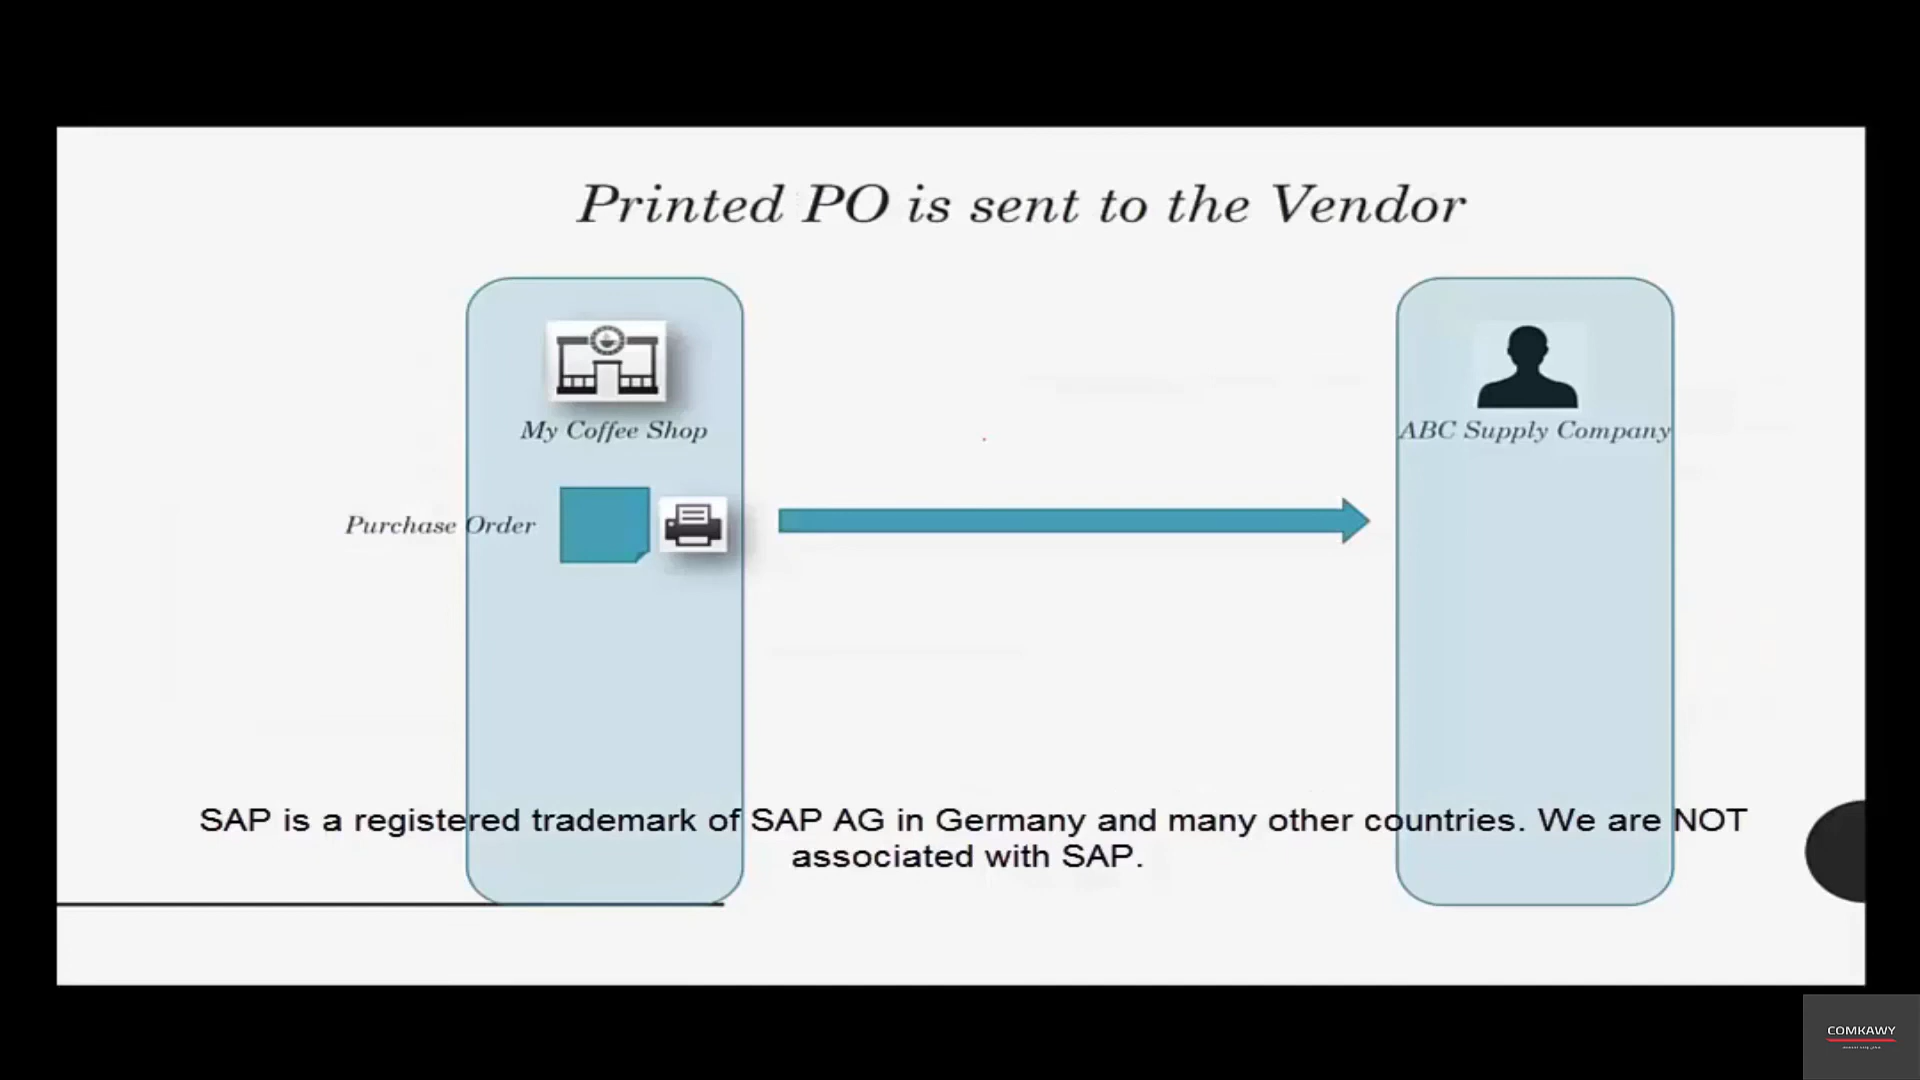 Printed PO is sent to the Vendor
My Coffee Shop
ABC Supply Company
Purchase Order
SAP is a registered trademark of SAP AG in Germany and many other countries. We are NOT
associated with SAP.
COMKAWY